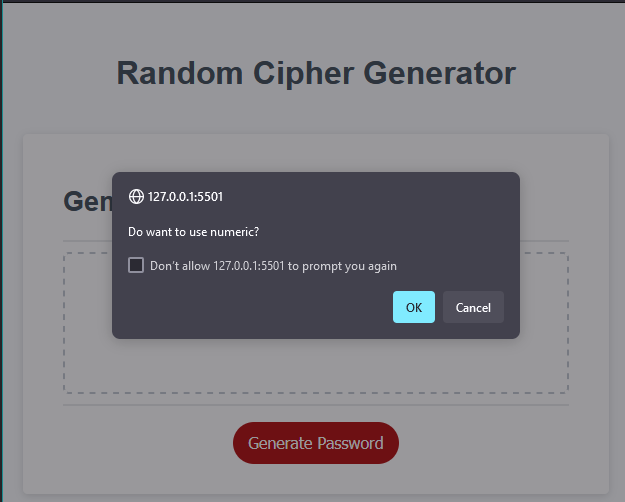 Random Cipher Generator
Gen
127.0.0.1:5501
Do want to use numeric?
Don't allow 127.0.0.1:5501 to prompt you again
OK
Cancel
Generate Password